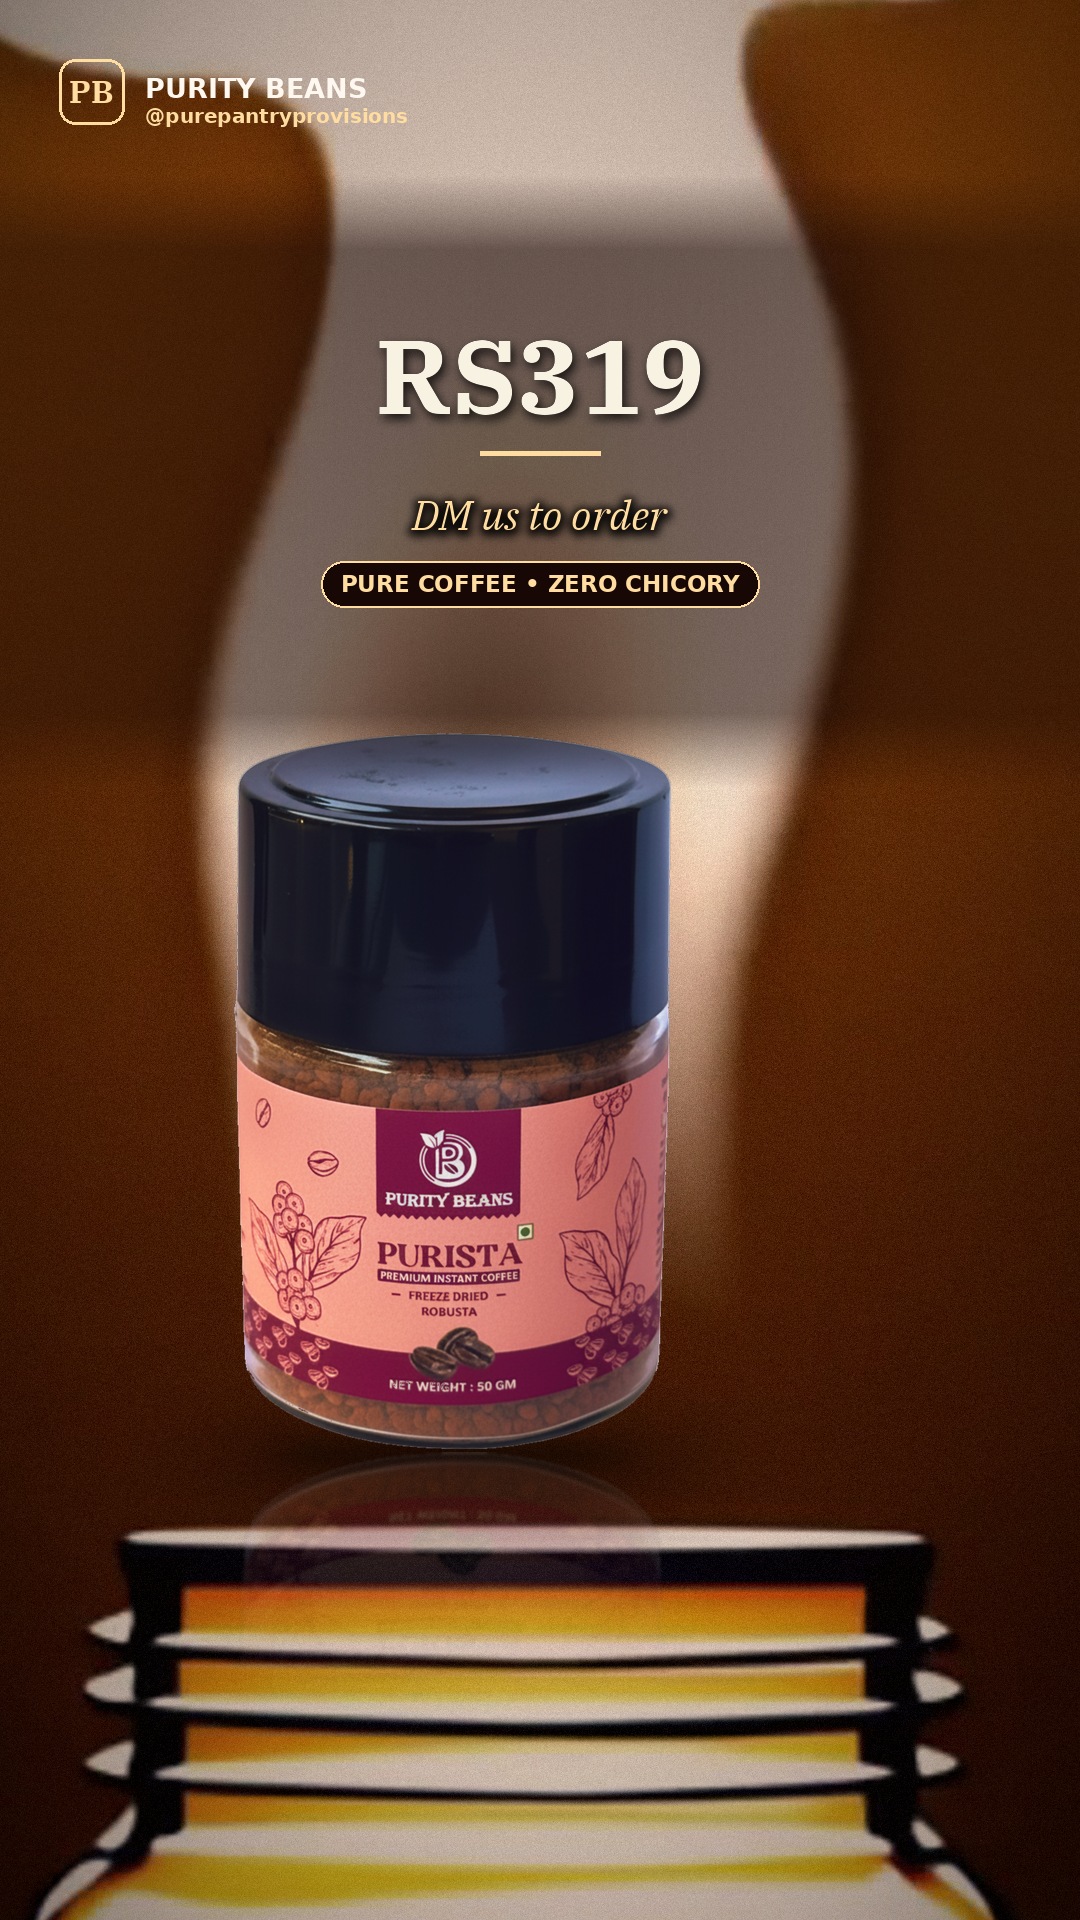 PB
PURITY BEANS
@purepantryprovisions
RS319
DM us to order
PURE COFFEE • ZERO CHICORY
B
PURITY BEANS
PURISTA
PREMIUM INSTANT COFFEE
– FREEZE DRIED –
ROBUSTA
NET WEIGHT : 50 GM